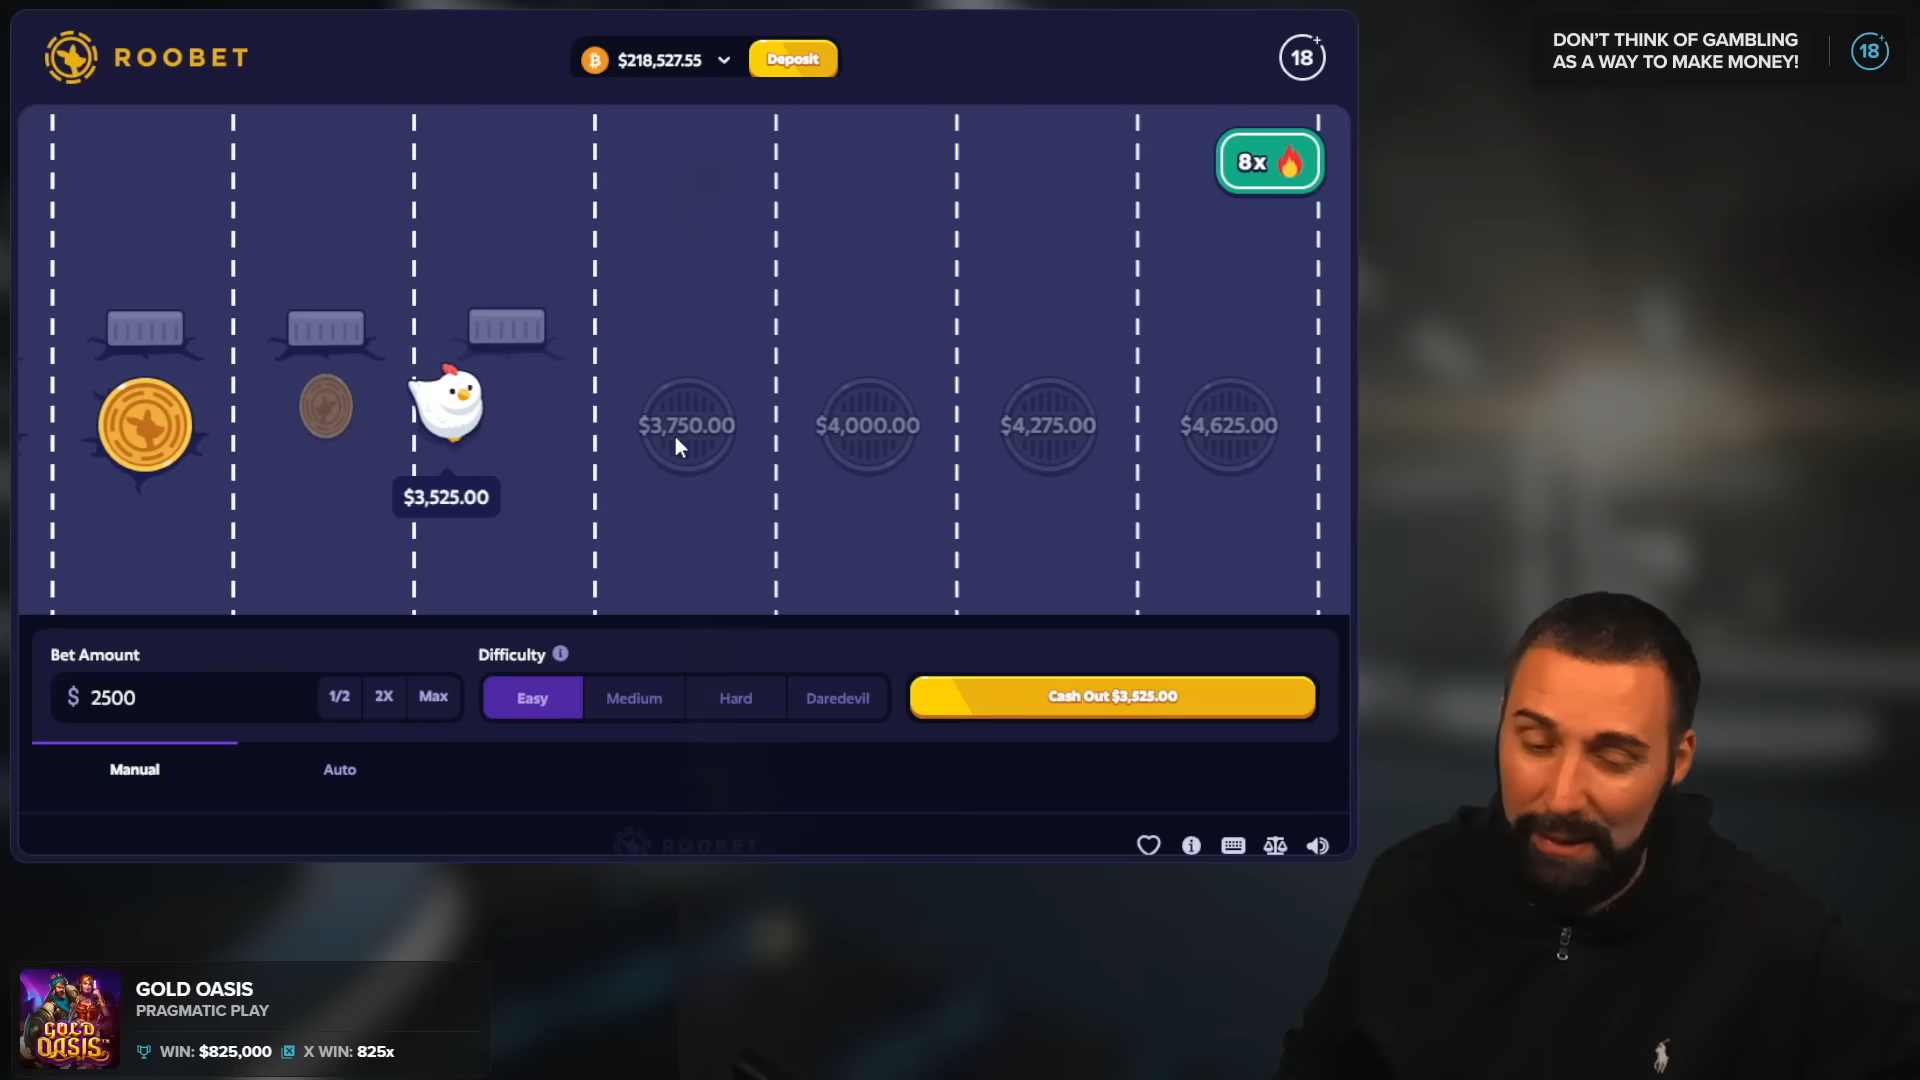 ROOBET
$218,527.55
Deposit
18+
DON'T THINK OF GAMBLING
AS A WAY TO MAKE MONEY!
18+
8x
$3,750.00
$4,000.00
$4,275.00
$4,625.00
$3,525.00
Bet Amount
Difficulty
$ 2500
1/2
2X
Max
Easy
Medium
Hard
Daredevil
Cash Out $3,525.00
Manual
Auto
ROOBET
GOLD OASIS
PRAGMATIC PLAY
GOLD
OASIS
WIN: $825,000
X WIN: 825x